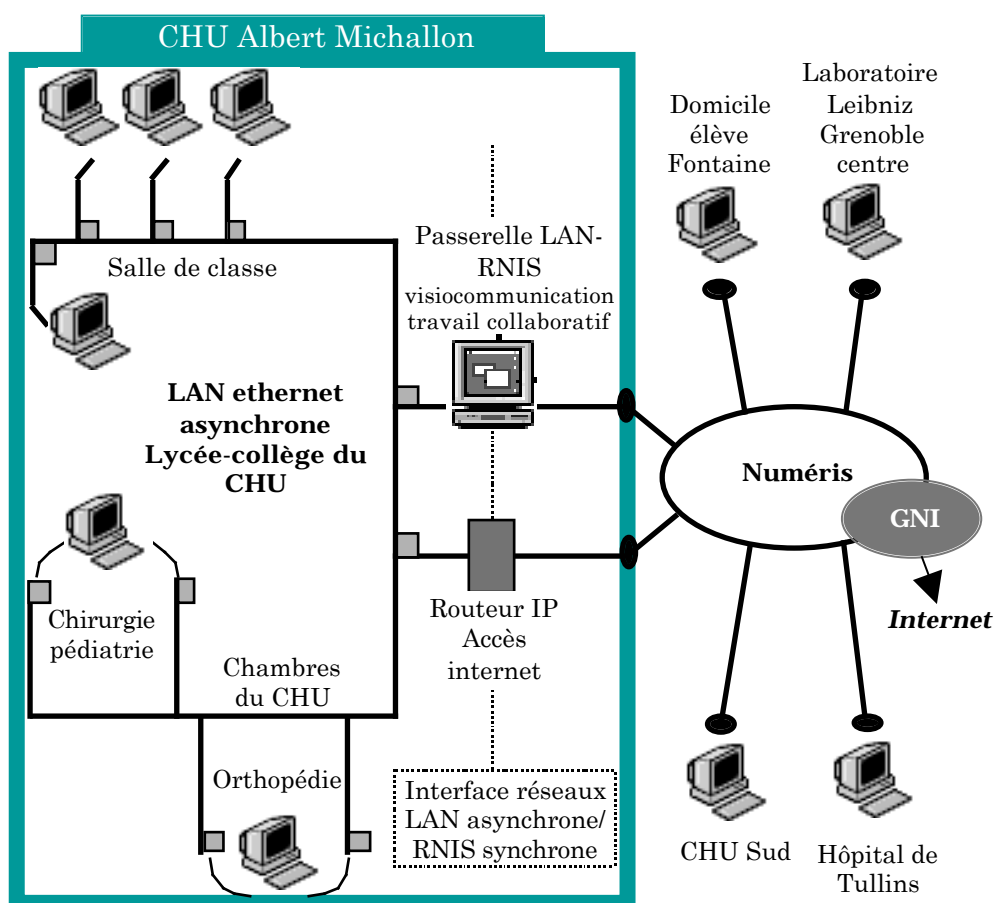 CHU Albert Michallon
Salle de classe
LAN ethernet
asynchrone
Lycée-collège du
CHU
Chirurgie
pédiatrie
Chambres
du CHU
Orthopédie
Passerelle LAN-
RNIS
visiocommunication
travail collaboratif
Routeur IP
Accès
internet
Interface réseaux
LAN asynchrone/
RNIS synchrone
Domicile
élève
Fontaine
Laboratoire
Leibniz
Grenoble
centre
Numéris
GNI
Internet
CHU Sud
Hôpital de
Tullins